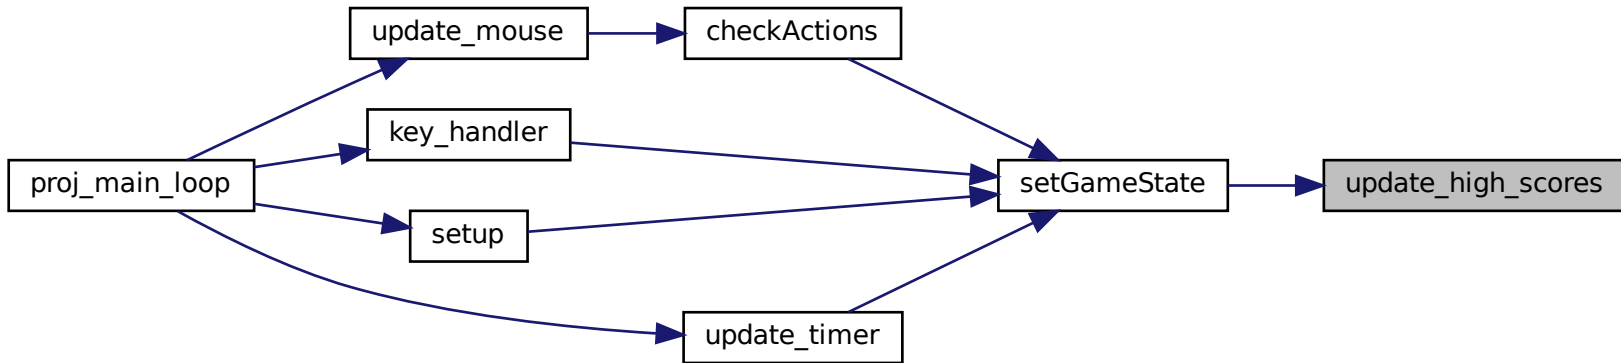 update_mouse
checkActions
key_handler
proj_main_loop
setGameState
update_high_scores
setup
update_timer